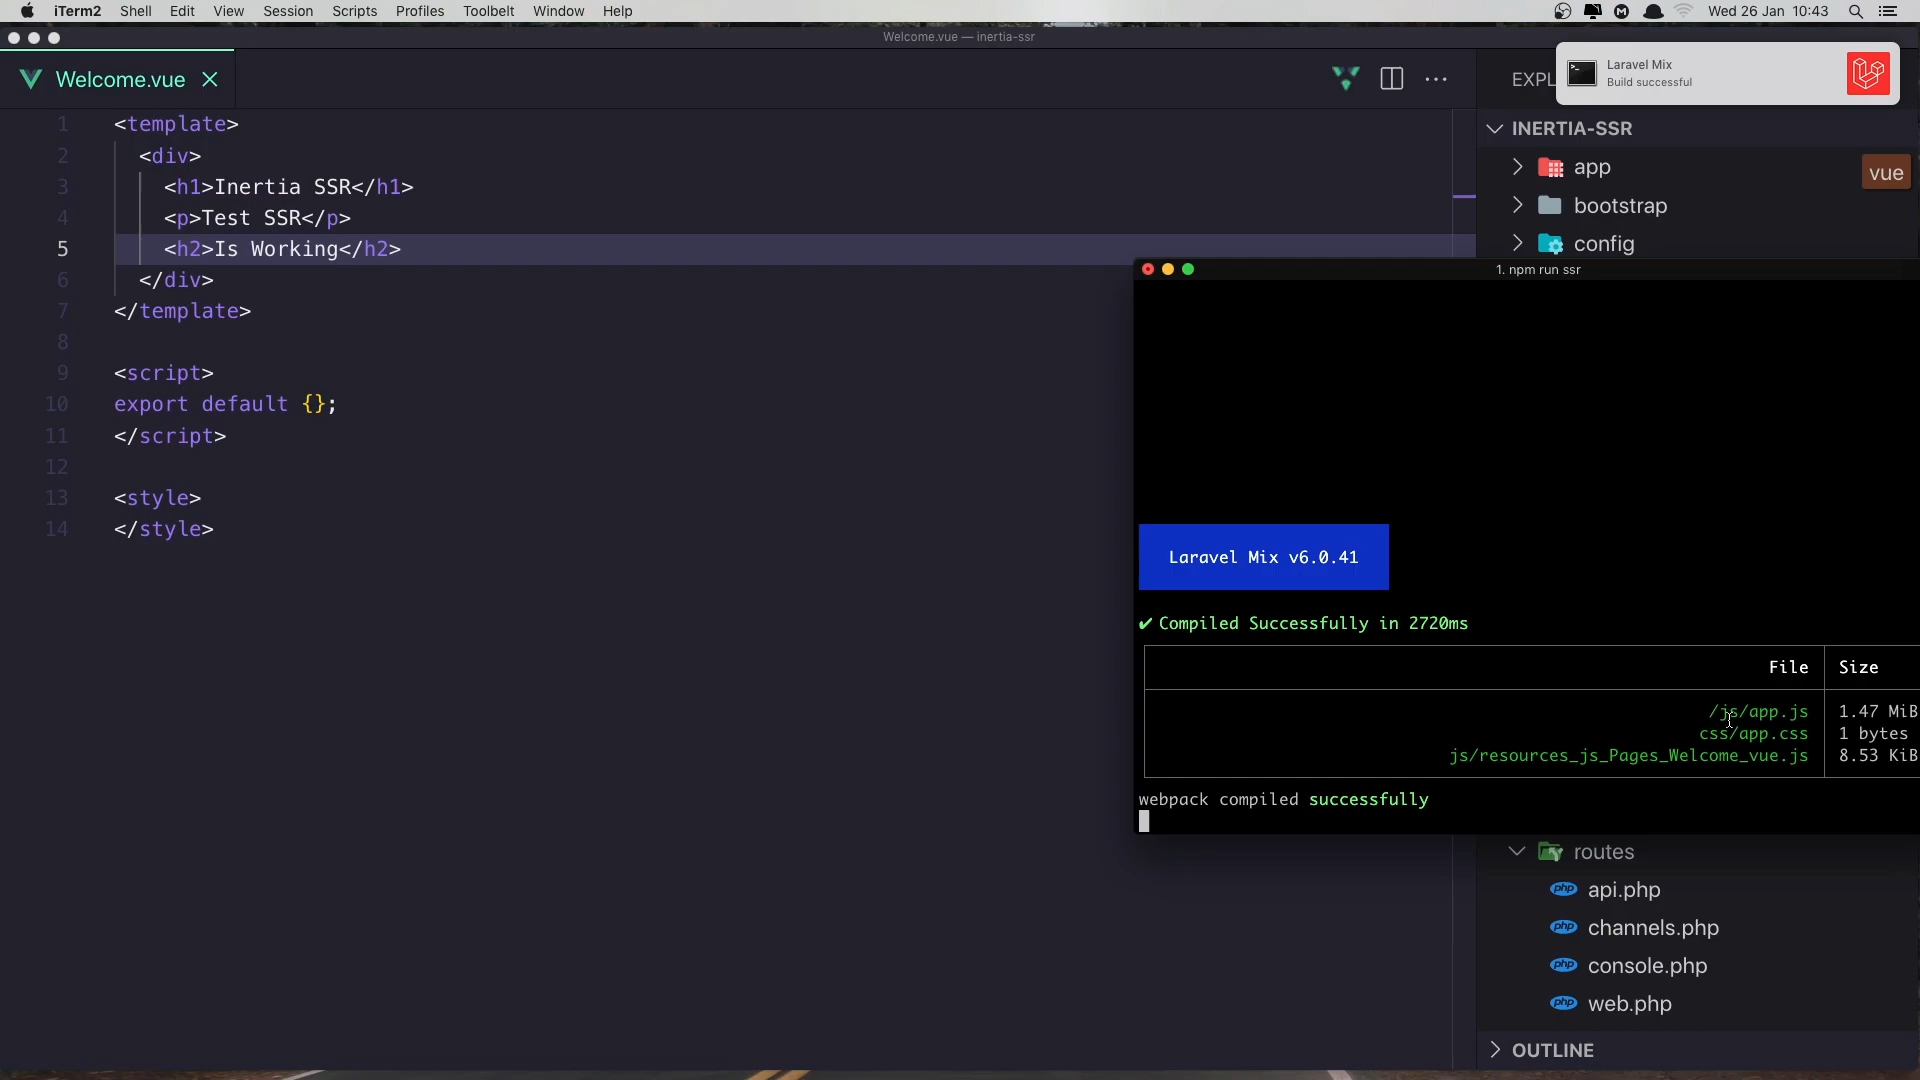 iTerm2 Shell Edit View Session Scripts Profiles Toolbelt Window Help Wed 26 Jan 10:43
Welcome.vue — inertia-ssr
Welcome.vue
EXPL
Laravel Mix
Build successful
1 <template>
2 <div>
3 <h1>Inertia SSR</h1>
4 <p>Test SSR</p>
5 <h2>Is Working</h2>
6 </div>
7 </template>
8
9 <script>
10 export default {};
11 </script>
12
13 <style>
14 </style>
INERTIA-SSR
app
vue
bootstrap
config
1. npm run ssr
Laravel Mix v6.0.41
✔ Compiled Successfully in 2720ms
File Size
/js/app.js 1.47 MiB
css/app.css 1 bytes
js/resources_js_Pages_Welcome_vue.js 8.53 KiB
webpack compiled successfully
routes
php api.php
php channels.php
php console.php
php web.php
OUTLINE